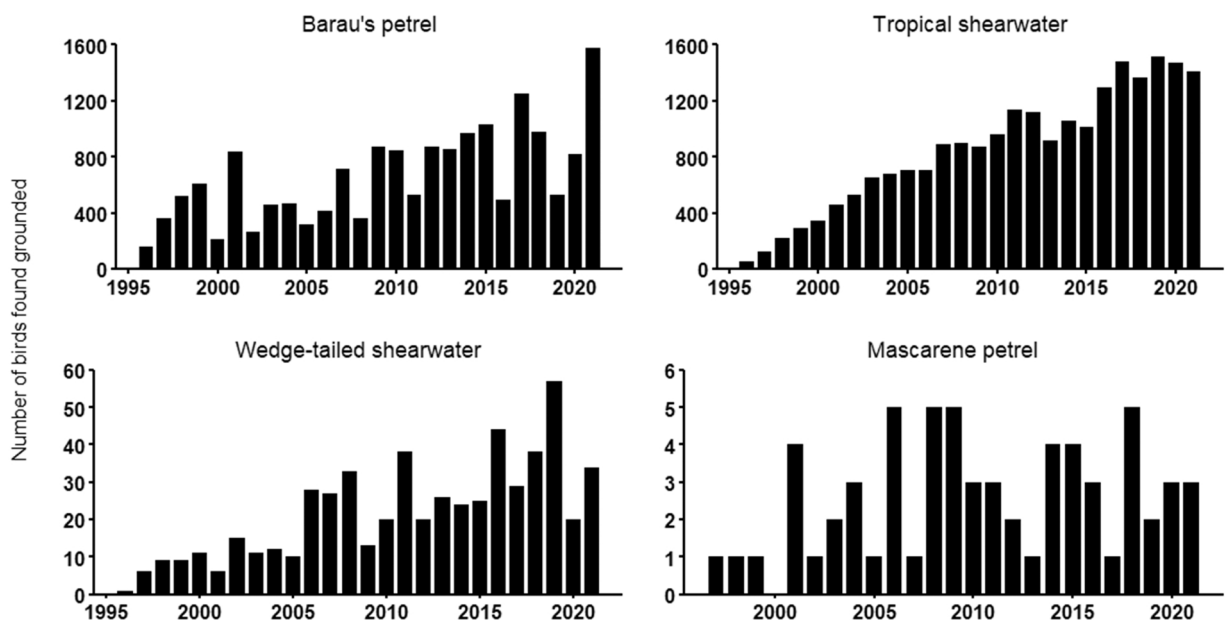 Number of birds found grounded
Barau's petrel
1600
1200
800
400
0
1995 2000 2005 2010 2015 2020
Tropical shearwater
1600
1200
800
400
0
1995 2000 2005 2010 2015 2020
Wedge-tailed shearwater
60
50
40
30
20
10
0
1995 2000 2005 2010 2015 2020
Mascarene petrel
6
5
4
3
2
1
0
2000 2005 2010 2015 2020